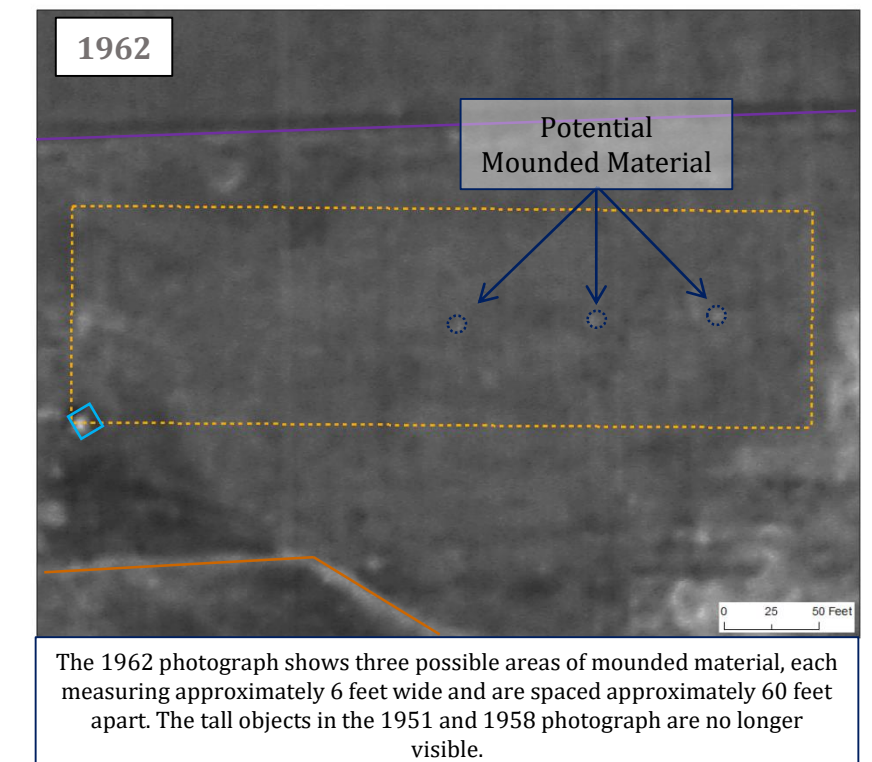 1962
Potential
Mounded Material
0 25 50 Feet
The 1962 photograph shows three possible areas of mounded material, each
measuring approximately 6 feet wide and are spaced approximately 60 feet
apart. The tall objects in the 1951 and 1958 photograph are no longer
visible.